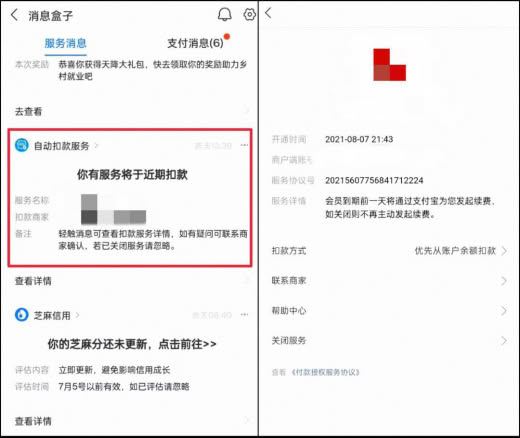 消息盒子
服务消息
支付消息(6)
本次奖励 恭喜你获得天降大礼包，快去领取你的奖励助力乡
村就业吧
去查看
自动扣款服务
昨天10:39
你有服务将于近期扣款
服务名称
扣款商家
备注 轻触消息可查看扣款服务详情，如有疑问可联系商
家确认，若已关闭服务请忽略。
查看详情
芝麻信用
昨天08:40
你的芝麻分还未更新，点击前往>>
评估内容 立即更新，避免影响信用成长
评估时间 7月5号以前有效，如已评估请忽略
查看详情
开通时间 2021-08-07 21:43
商户端账号
服务协议号 20215607756841712224
服务详情 会员到期前一天将通过支付宝为您发起续费，
如关闭则不再主动发起续费。
扣款方式 优先从账户余额扣款
联系商家
帮助中心
关闭服务
查看 《付款授权服务协议》